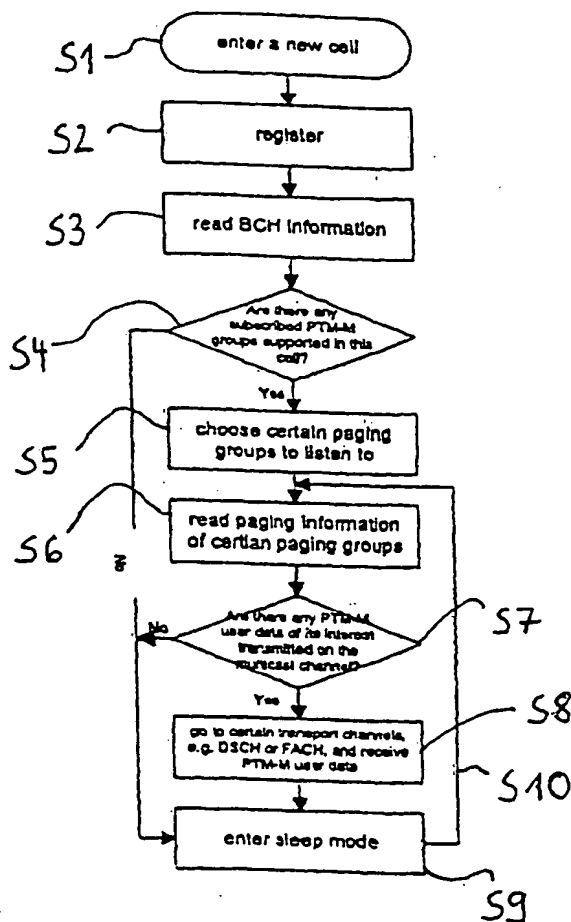 S1
enter a new cell
S2
register
S3
read BCH information
S4
Are there any
subscribed PTM-M
groups supported in this
cell?
Yes
S5
choose certain paging
groups to listen to
S6
read paging information
of certian paging groups
No
S7
Are there any PTM-M
user data of its interest
transmitted on the
multicast channel?
No
Yes
S8
go to certain transport channels,
e.g. DSCH or FACH, and receive
PTM-M user data
S10
enter sleep mode
S9